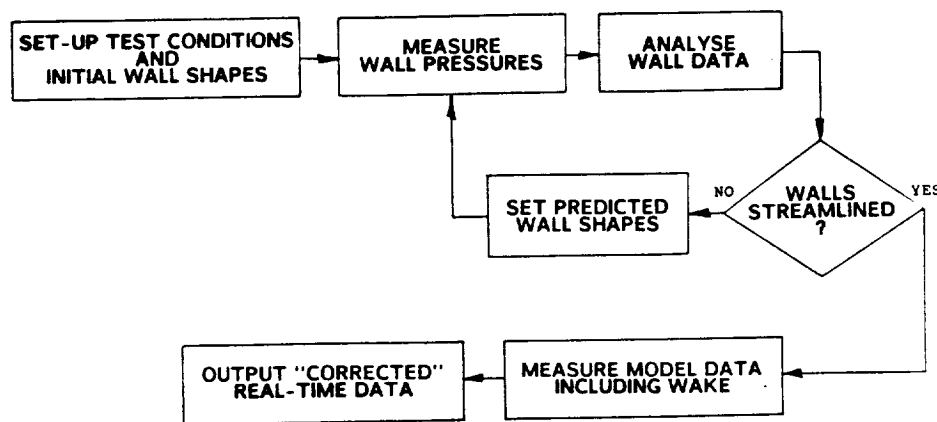 SET-UP TEST CONDITIONS
AND
INITIAL WALL SHAPES
MEASURE
WALL PRESSURES
ANALYSE
WALL DATA
WALLS
STREAMLINED
?
NO
YES
SET PREDICTED
WALL SHAPES
MEASURE MODEL DATA
INCLUDING WAKE
OUTPUT "CORRECTED"
REAL-TIME DATA